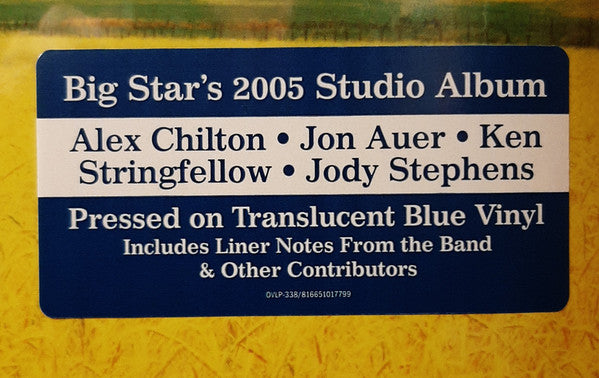 Big Star's 2005 Studio Album
Alex Chilton • Jon Auer • Ken
Stringfellow • Jody Stephens
Pressed on Translucent Blue Vinyl
Includes Liner Notes From the Band
& Other Contributors
OVLP-338/816651017799